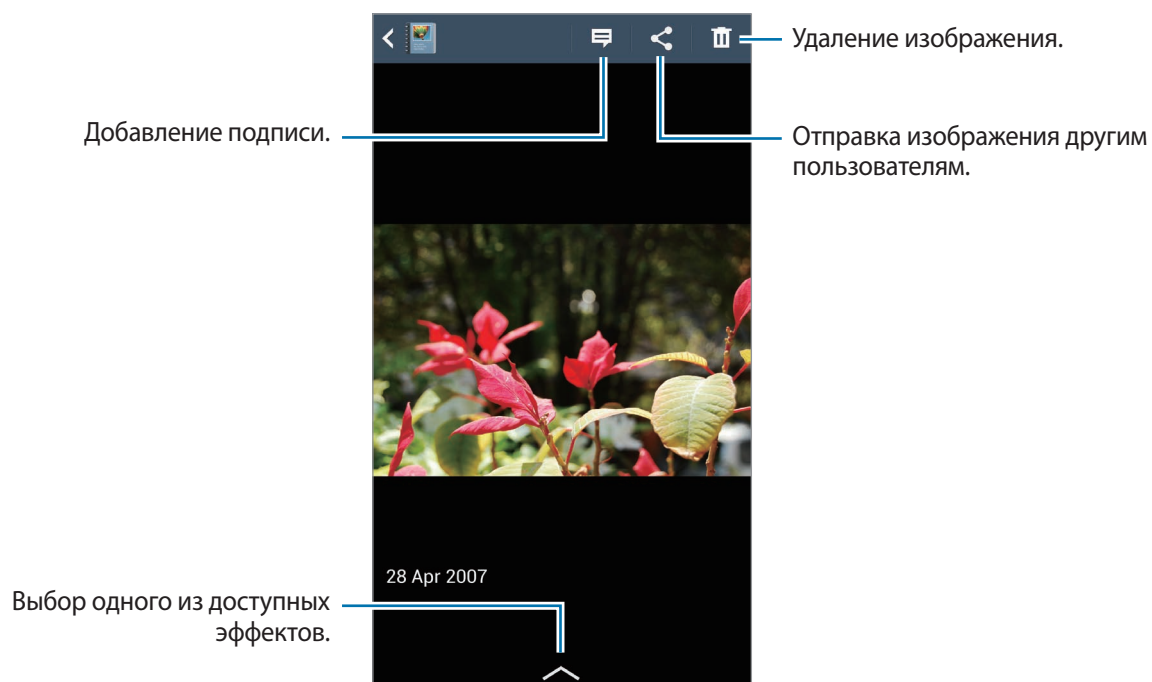 Удаление изображения.
Добавление подписи.
Отправка изображения другим
пользователям.
28 Apr 2007
Выбор одного из доступных
эффектов.